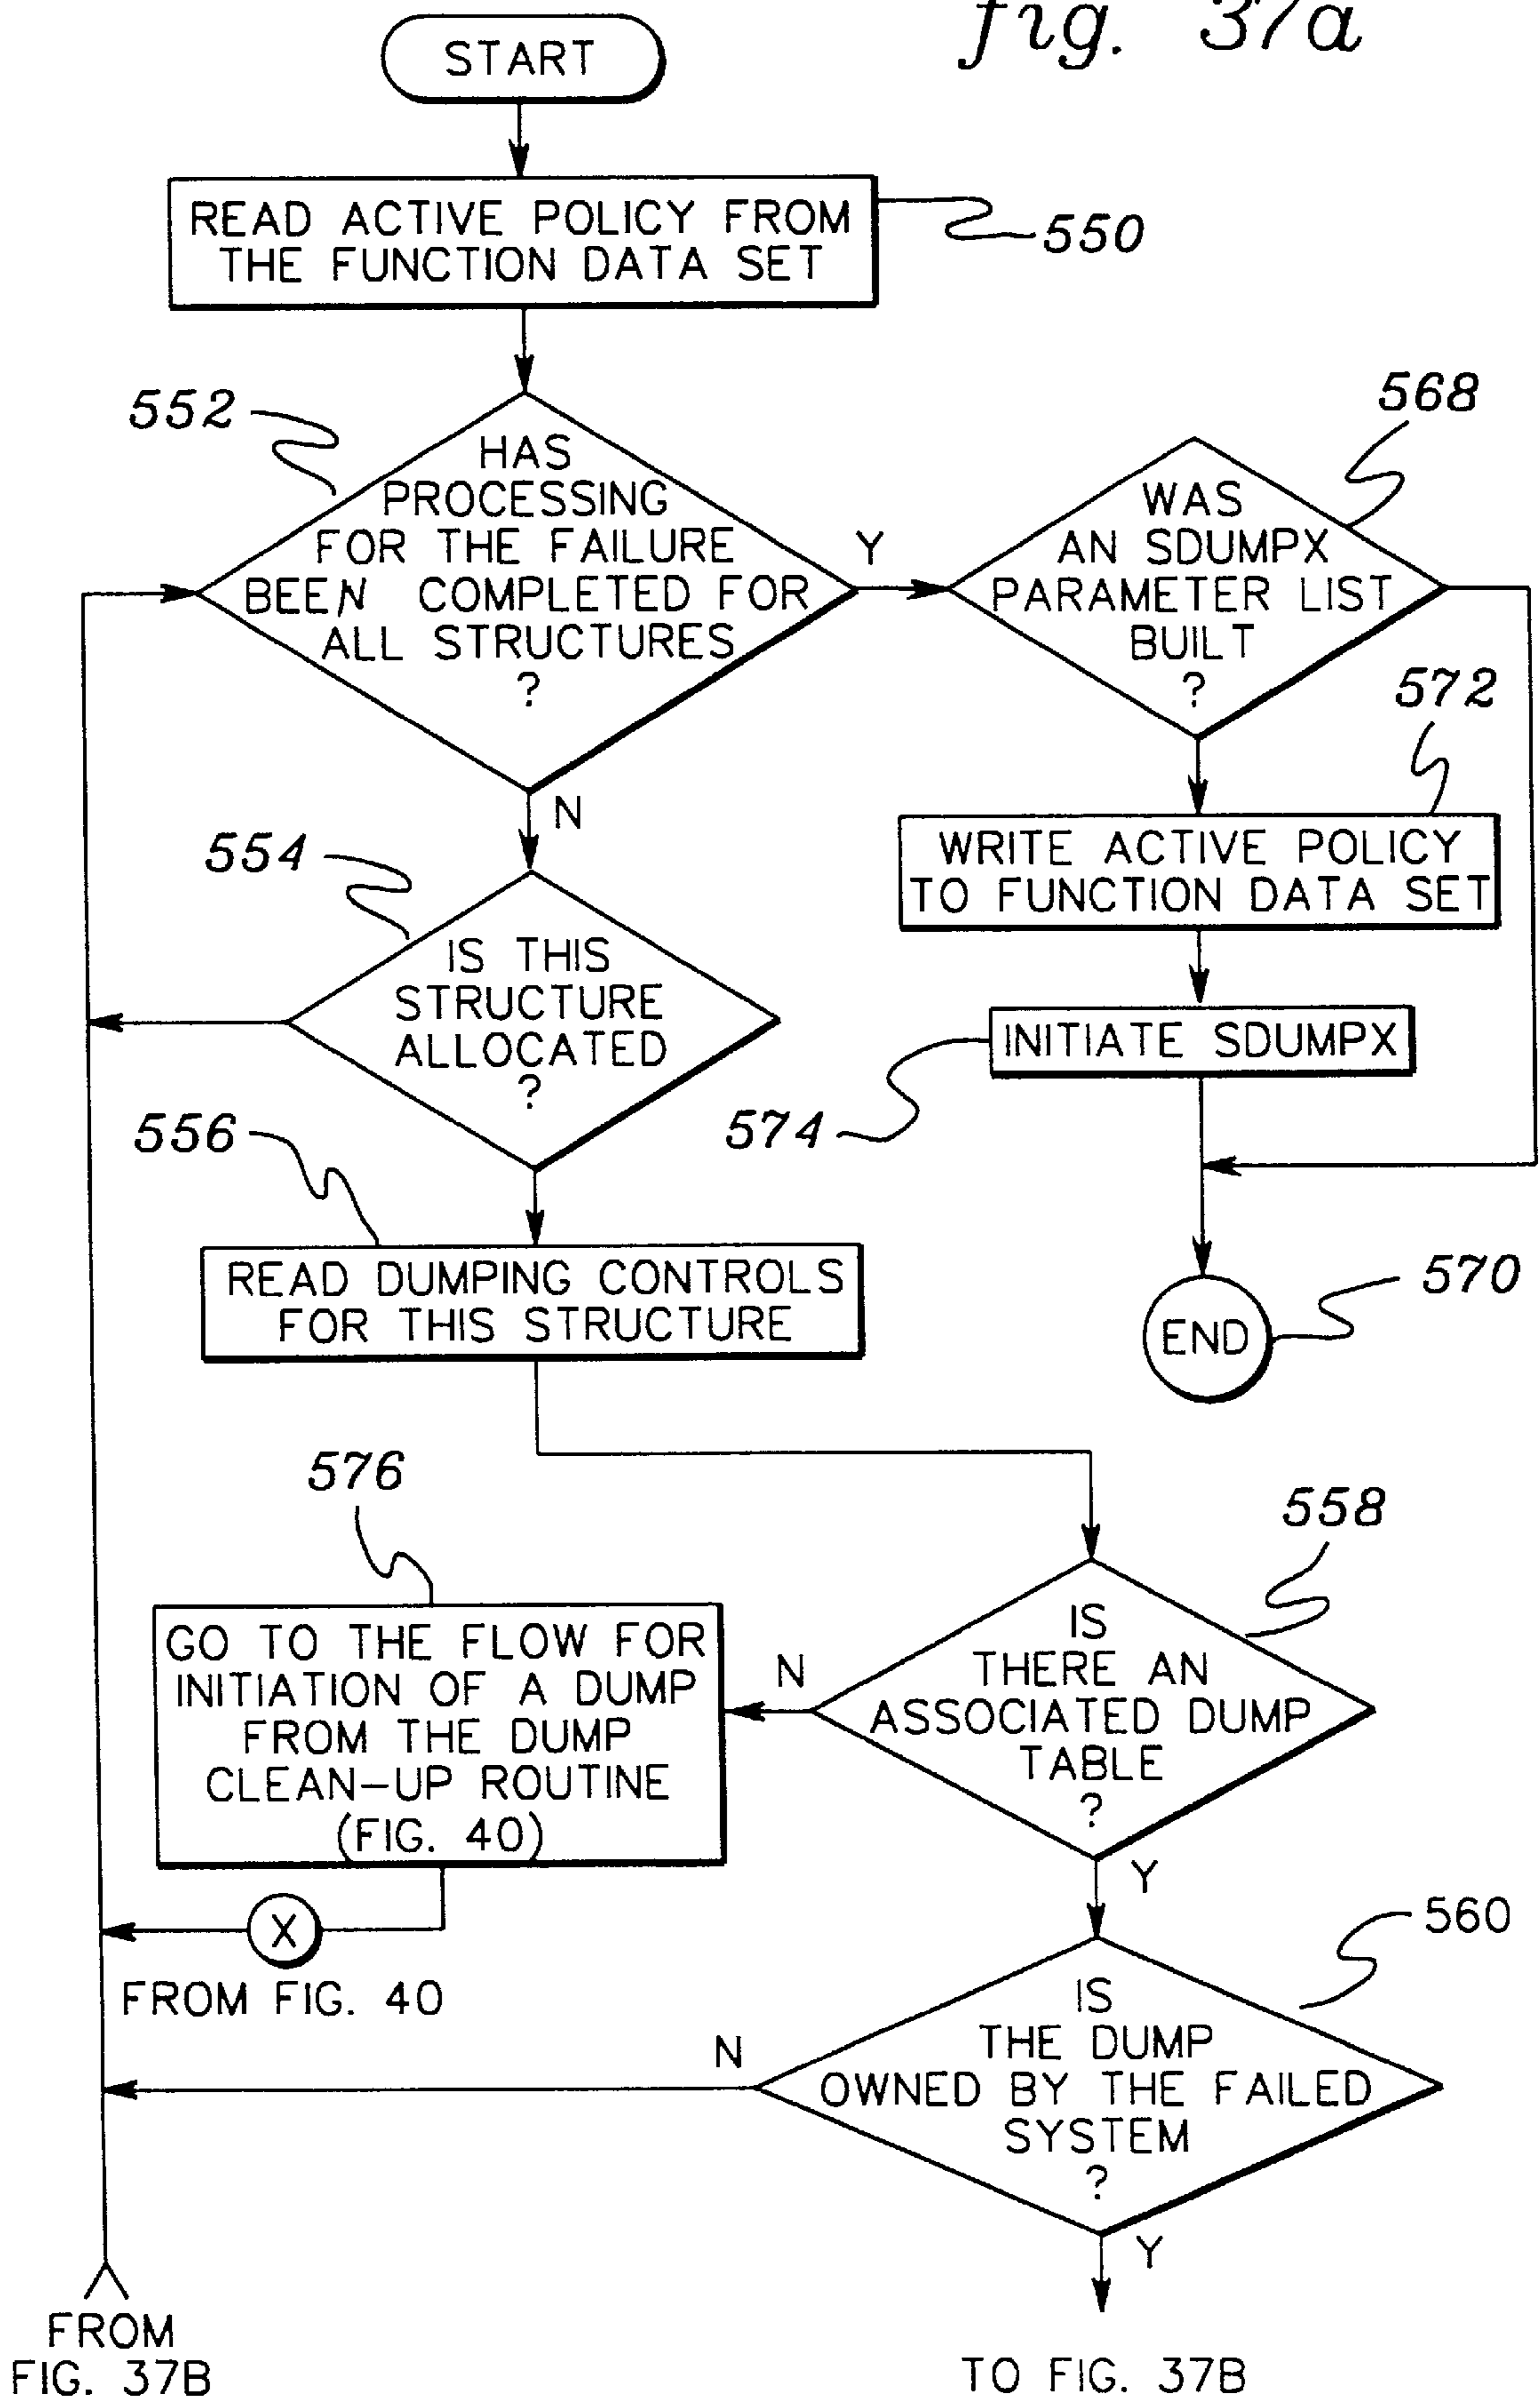 fig. 37a
START
READ ACTIVE POLICY FROM
THE FUNCTION DATA SET
550
552
HAS
PROCESSING
FOR THE FAILURE
BEEN COMPLETED FOR
ALL STRUCTURES
?
Y
N
568
WAS
AN SDUMPX
PARAMETER LIST
BUILT
?
572
WRITE ACTIVE POLICY
TO FUNCTION DATA SET
554
IS THIS
STRUCTURE
ALLOCATED
?
INITIATE SDUMPX
574
556
READ DUMPING CONTROLS
FOR THIS STRUCTURE
570
END
576
GO TO THE FLOW FOR
INITIATION OF A DUMP
FROM THE DUMP
CLEAN-UP ROUTINE
(FIG. 40)
558
IS
THERE AN
ASSOCIATED DUMP
TABLE
?
N
Y
X
FROM FIG. 40
560
IS
THE DUMP
OWNED BY THE FAILED
SYSTEM
?
N
Y
FROM
FIG. 37B
TO FIG. 37B